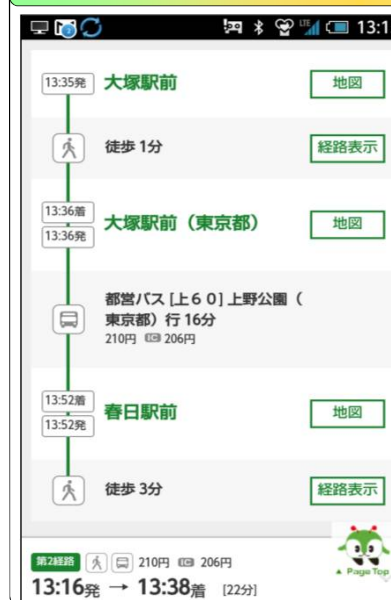 LTE 13:1
13:35発 大塚駅前 地図
徒歩 1分 経路表示
13:36着
13:36発
大塚駅前（東京都） 地図
都営バス [上６０] 上野公園（
東京都）行 16分
210円 IC 206円
13:52着
13:52発
春日駅前 地図
徒歩 3分 経路表示
第2経路 210円 IC 206円
▲ Page Top
13:16発 → 13:38着 [22分]